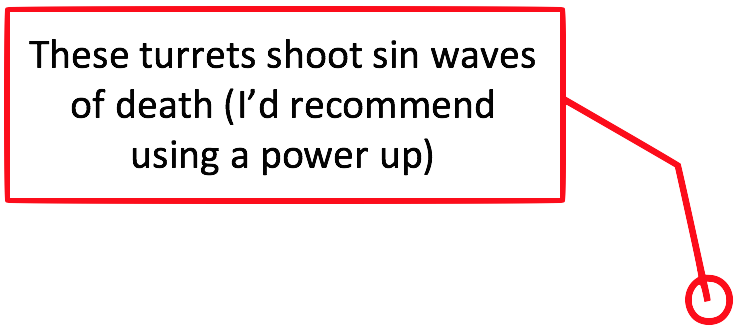 These turrets shoot sin waves
of death (I’d recommend
using a power up)